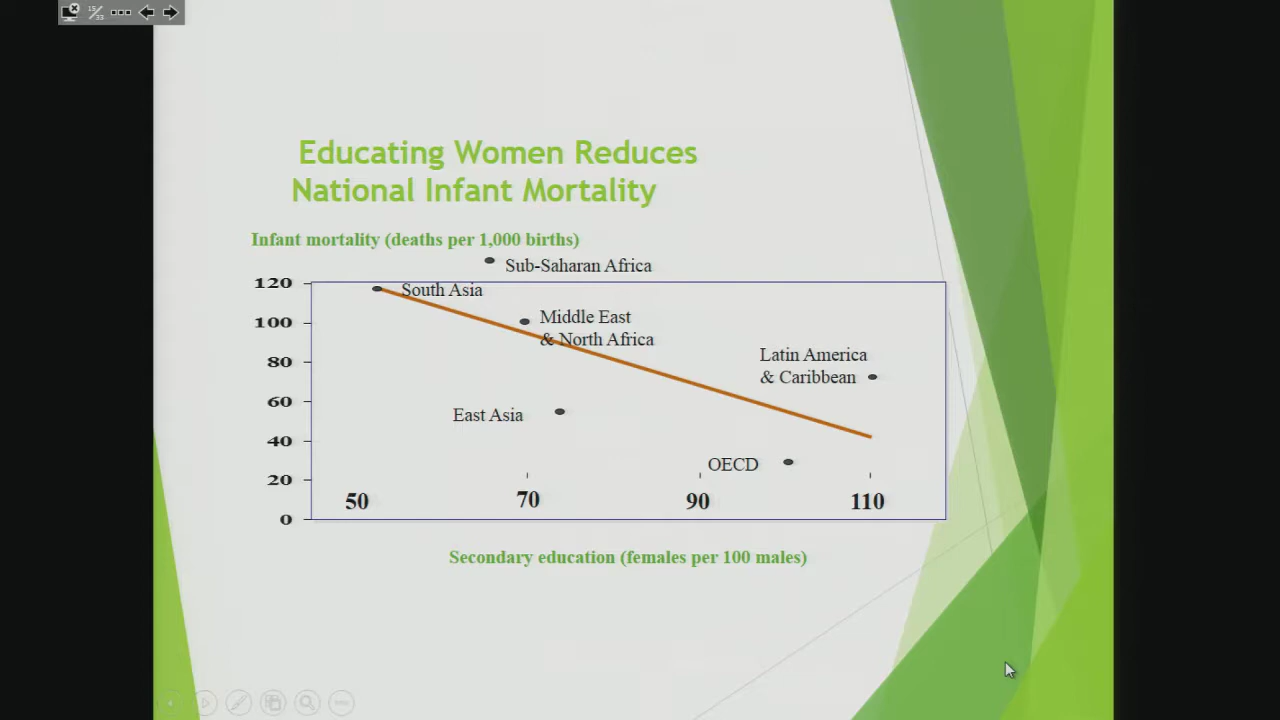 15/33
Educating Women Reduces
National Infant Mortality
Infant mortality (deaths per 1,000 births)
Sub-Saharan Africa
120
South Asia
100
Middle East
& North Africa
80
Latin America
& Caribbean
60
East Asia
40
OECD
20
50 70 90 110
0
Secondary education (females per 100 males)